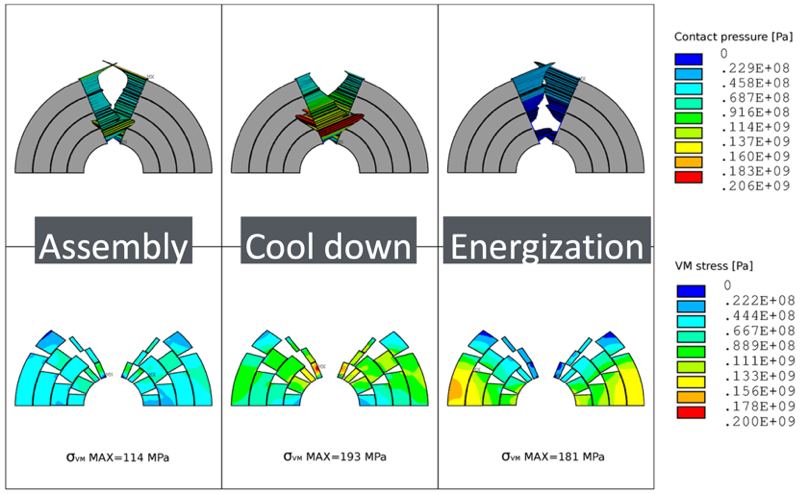 Contact pressure [Pa]
0
.229E+08
.458E+08
.687E+08
.916E+08
.114E+09
.137E+09
.160E+09
.183E+09
.206E+09
Assembly
Cool down
Energization
VM stress [Pa]
0
.222E+08
.444E+08
.667E+08
.889E+08
.111E+09
.133E+09
.156E+09
.178E+09
.200E+09
σVM MAX=114 MPa
σVM MAX=193 MPa
σVM MAX=181 MPa